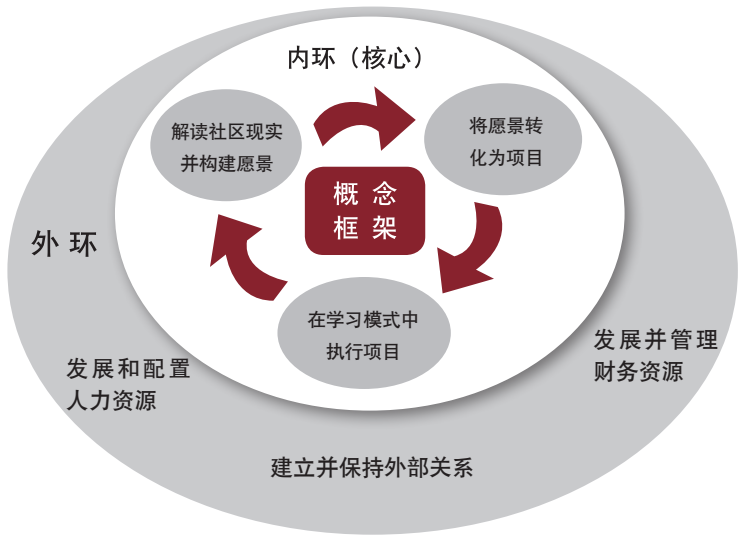 内环（核心）
解读社区现实
并构建愿景
将愿景转
化为项目
概念
框架
外环
在学习模式中
执行项目
发展和配置
人力资源
发展并管理
财务资源
建立并保持外部关系